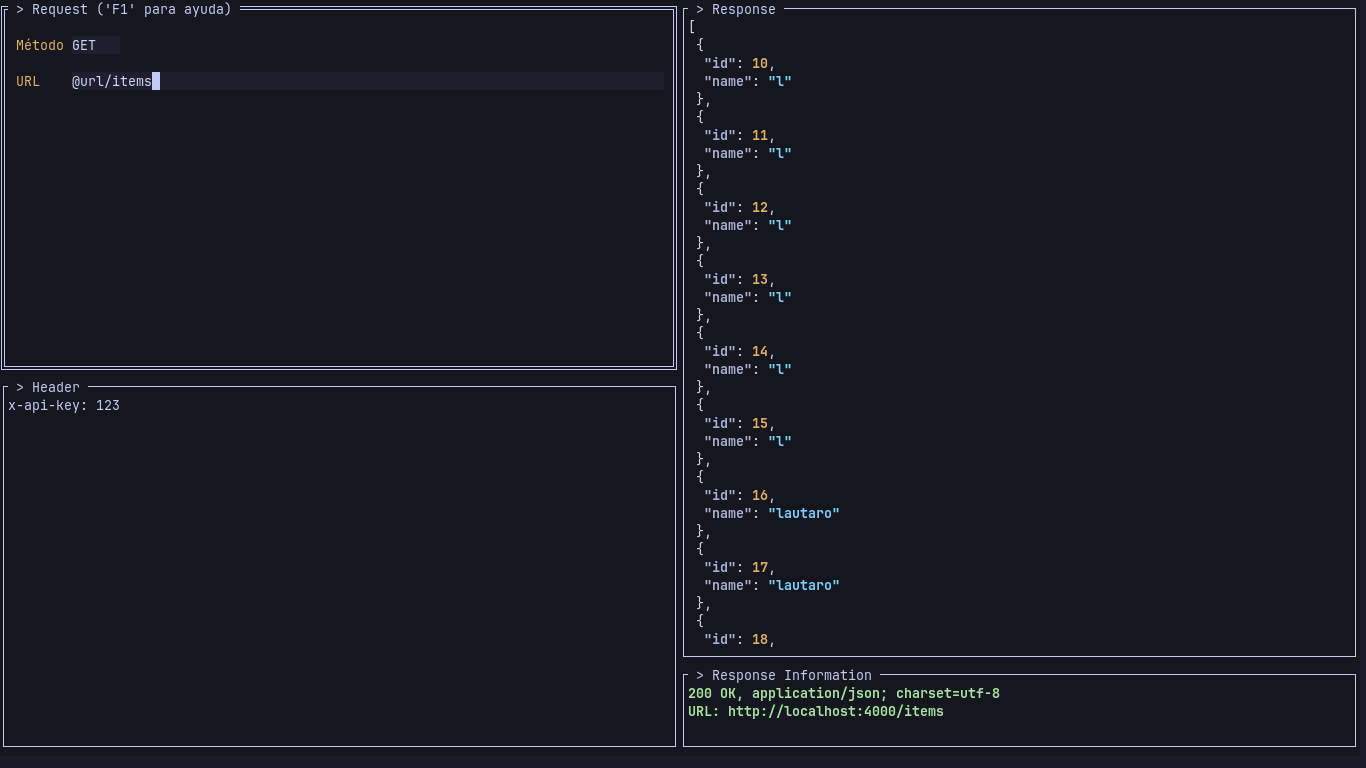 > Request ('F1' para ayuda)
Método GET
URL @url/items
> Header
x-api-key: 123
> Response
[
{
"id": 10,
"name": "l"
},
{
"id": 11,
"name": "l"
},
{
"id": 12,
"name": "l"
},
{
"id": 13,
"name": "l"
},
{
"id": 14,
"name": "l"
},
{
"id": 15,
"name": "l"
},
{
"id": 16,
"name": "lautaro"
},
{
"id": 17,
"name": "lautaro"
},
{
"id": 18,
> Response Information
200 OK, application/json; charset=utf-8
URL: http://localhost:4000/items